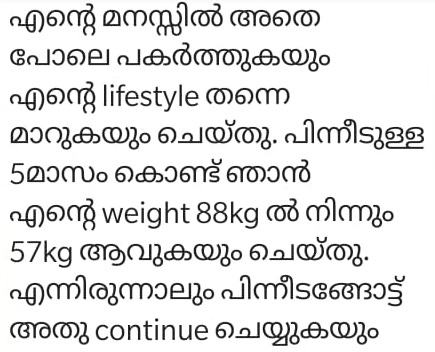 എന്റെ മനസ്സിൽ അതെ
പോലെ പകർത്തുകയും
എന്റെ lifestyle തന്നെ
മാറുകയും ചെയ്തു. പിന്നീടുള്ള
5മാസം കൊണ്ട് ഞാൻ
എന്റെ weight 88kg ൽ നിന്നും
57kg ആവുകയും ചെയ്തു.
എന്നിരുന്നാലും പിന്നീടങ്ങോട്ട്
അതു continue ചെയ്യുകയും